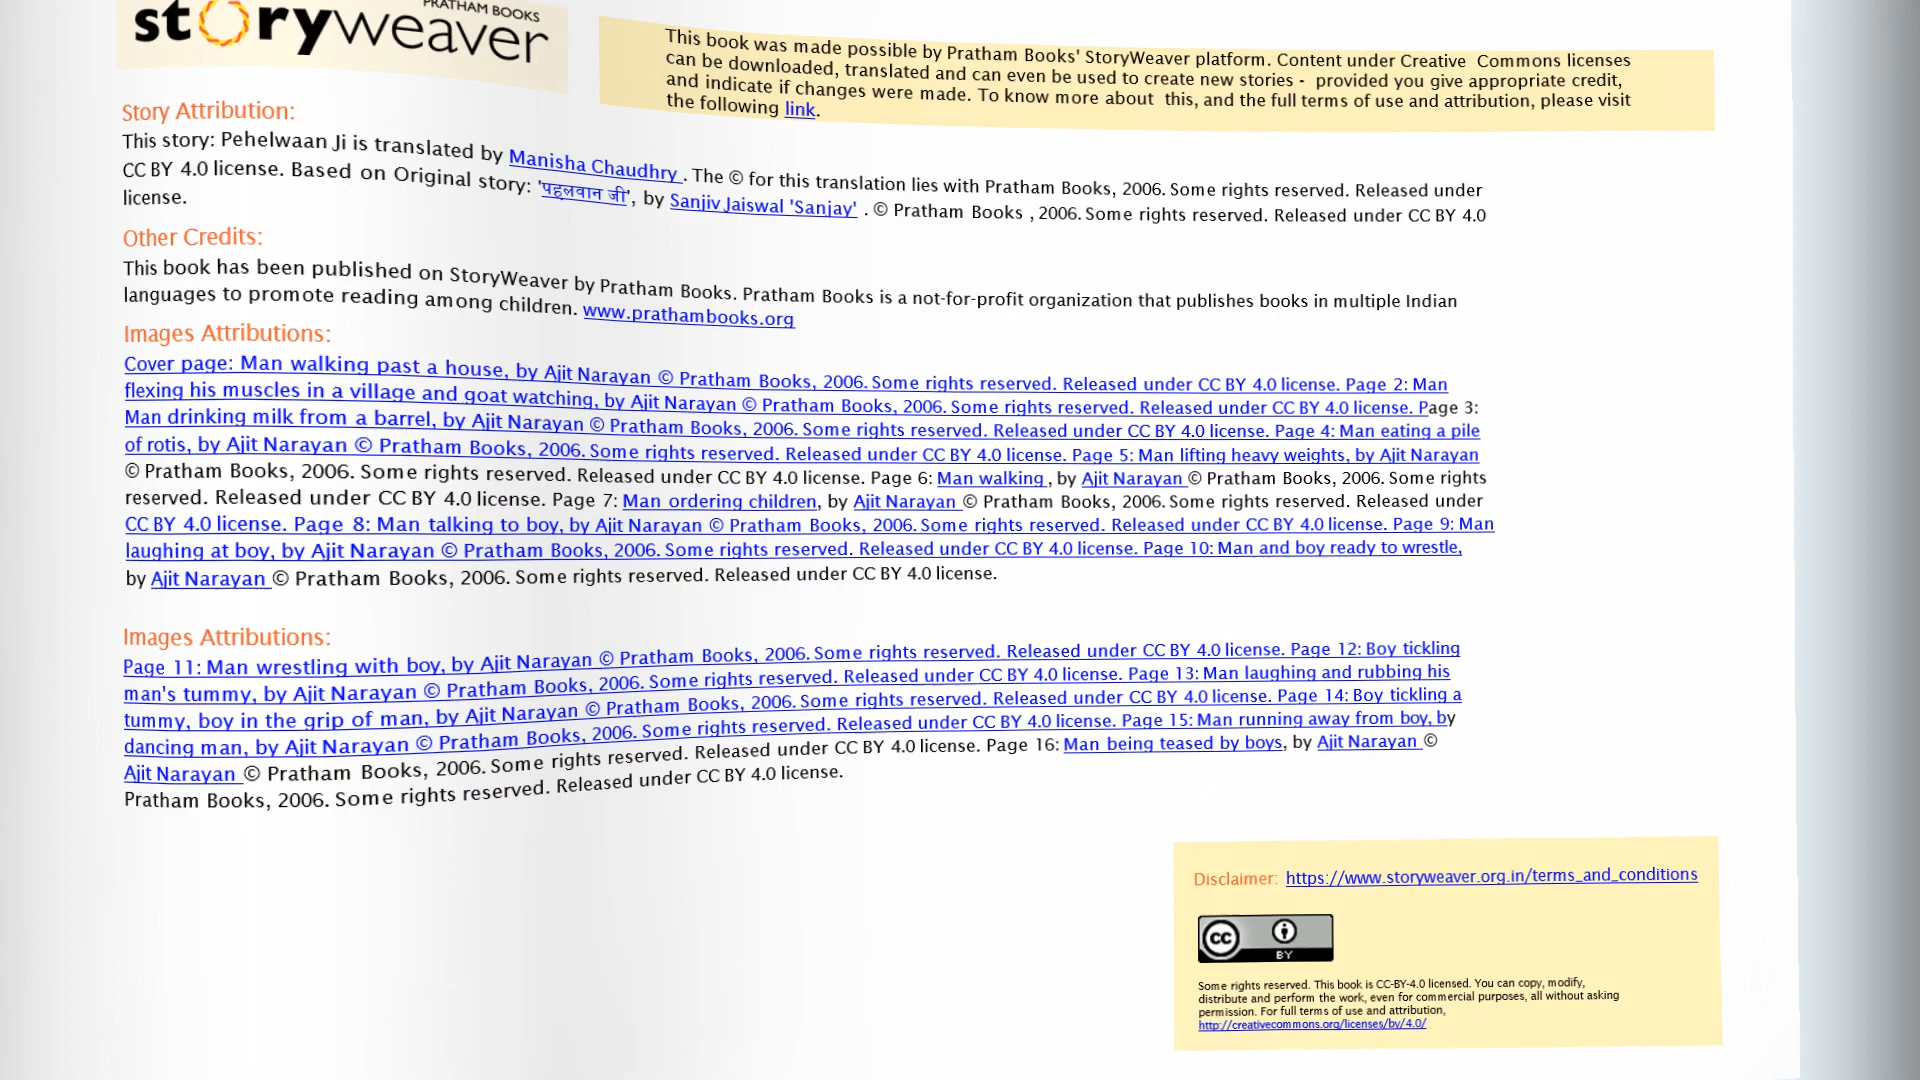 PRATHAM BOOKS
storyweaver
This book was made possible by Pratham Books' StoryWeaver platform. Content under Creative Commons licenses
can be downloaded, translated and can even be used to create new stories - provided you give appropriate credit,
and indicate if changes were made. To know more about this, and the full terms of use and attribution, please visit
the following link.
Story Attribution:
This story: Pehelwaan Ji is translated by Manisha Chaudhry . The © for this translation lies with Pratham Books, 2006. Some rights reserved. Released under
CC BY 4.0 license. Based on Original story: 'पहलवान जी', by Sanjiv Jaiswal 'Sanjay' . © Pratham Books , 2006. Some rights reserved. Released under CC BY 4.0
license.
Other Credits:
This book has been published on StoryWeaver by Pratham Books. Pratham Books is a not-for-profit organization that publishes books in multiple Indian
languages to promote reading among children. www.prathambooks.org
Images Attributions:
Cover page: Man walking past a house, by Ajit Narayan © Pratham Books, 2006. Some rights reserved. Released under CC BY 4.0 license. Page 2: Man
flexing his muscles in a village and goat watching, by Ajit Narayan © Pratham Books, 2006. Some rights reserved. Released under CC BY 4.0 license. Page 3:
Man drinking milk from a barrel, by Ajit Narayan © Pratham Books, 2006. Some rights reserved. Released under CC BY 4.0 license. Page 4: Man eating a pile
of rotis, by Ajit Narayan © Pratham Books, 2006. Some rights reserved. Released under CC BY 4.0 license. Page 5: Man lifting heavy weights, by Ajit Narayan
© Pratham Books, 2006. Some rights reserved. Released under CC BY 4.0 license. Page 6: Man walking , by Ajit Narayan © Pratham Books, 2006. Some rights
reserved. Released under CC BY 4.0 license. Page 7: Man ordering children, by Ajit Narayan © Pratham Books, 2006. Some rights reserved. Released under
CC BY 4.0 license. Page 8: Man talking to boy, by Ajit Narayan © Pratham Books, 2006. Some rights reserved. Released under CC BY 4.0 license. Page 9: Man
laughing at boy, by Ajit Narayan © Pratham Books, 2006. Some rights reserved. Released under CC BY 4.0 license. Page 10: Man and boy ready to wrestle,
by Ajit Narayan © Pratham Books, 2006. Some rights reserved. Released under CC BY 4.0 license.
Images Attributions:
Page 11: Man wrestling with boy, by Ajit Narayan © Pratham Books, 2006. Some rights reserved. Released under CC BY 4.0 license. Page 12: Boy tickling
man's tummy, by Ajit Narayan © Pratham Books, 2006. Some rights reserved. Released under CC BY 4.0 license. Page 13: Man laughing and rubbing his
tummy, boy in the grip of man, by Ajit Narayan © Pratham Books, 2006. Some rights reserved. Released under CC BY 4.0 license. Page 14: Boy tickling a
dancing man, by Ajit Narayan © Pratham Books, 2006. Some rights reserved. Released under CC BY 4.0 license. Page 15: Man running away from boy, by
Ajit Narayan © Pratham Books, 2006. Some rights reserved. Released under CC BY 4.0 license. Page 16: Man being teased by boys, by Ajit Narayan ©
Pratham Books, 2006. Some rights reserved. Released under CC BY 4.0 license.
Disclaimer: https://www.storyweaver.org.in/terms_and_conditions
cc
BY
Some rights reserved. This book is CC-BY-4.0 licensed. You can copy, modify,
distribute and perform the work, even for commercial purposes, all without asking
permission. For full terms of use and attribution,
http://creativecommons.org/licenses/by/4.0/